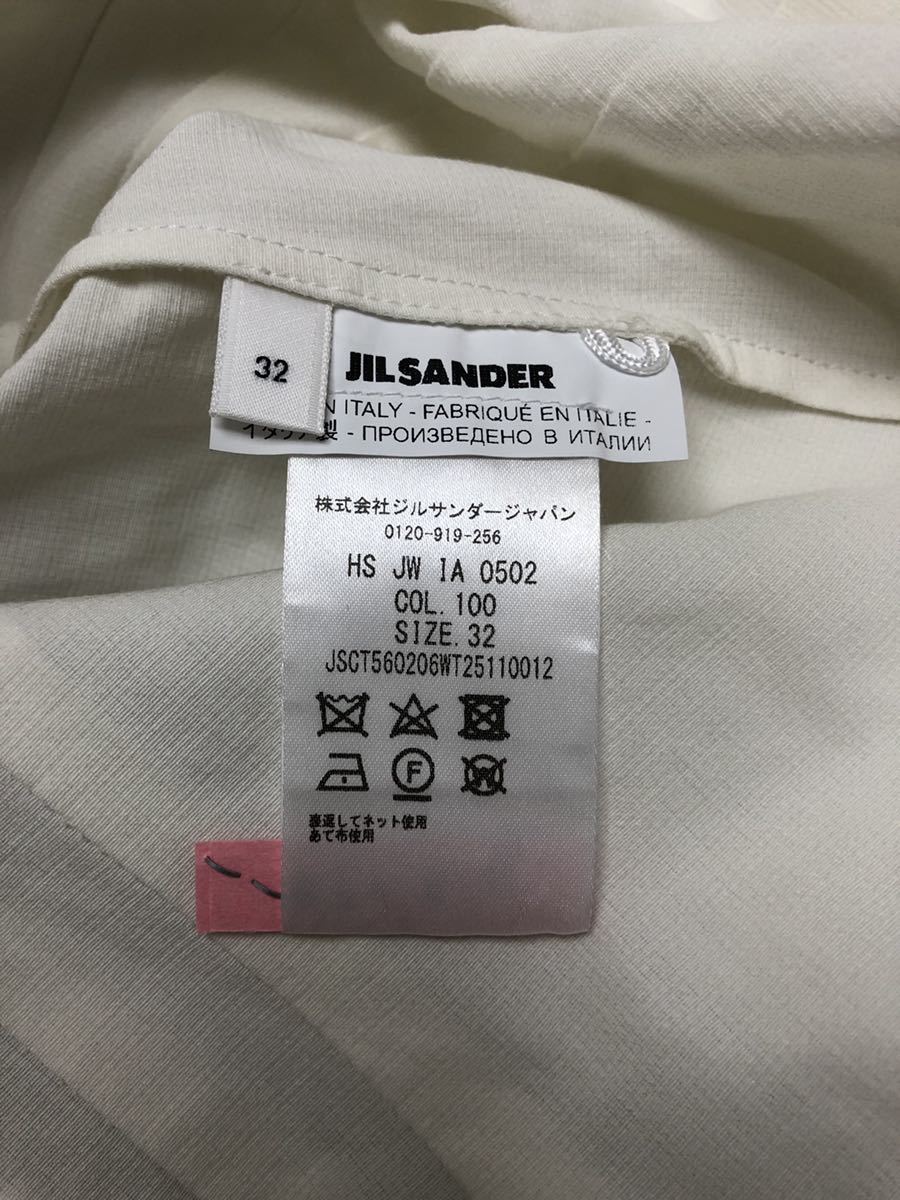 32
JIL SANDER
IN ITALY - FABRIQUÉ EN ITALIE -
イタリア製 - ПРОИЗВЕДЕНО В ИТАЛИИ
株式会社ジルサンダージャパン
0120-919-256
HS JW IA 0502
COL. 100
SIZE. 32
JSCT560206WT25110012
F
W
裏返してネット使用
あて布使用